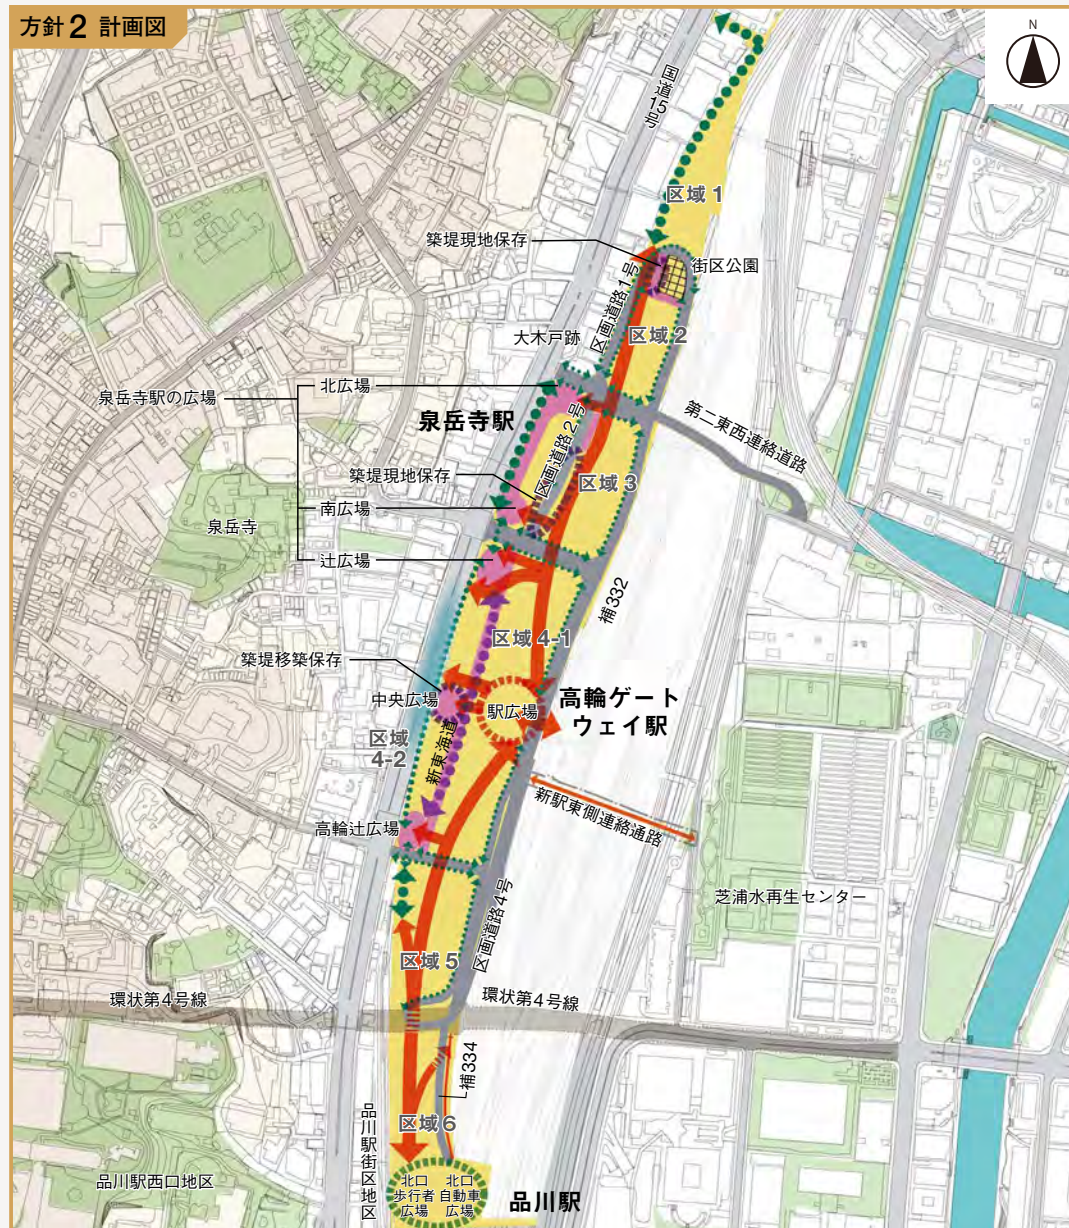 方針2 計画図
N
国道15号
区域1
築堤現地保存
街区公園
区画道路1号
大木戸跡
区域2
北広場
泉岳寺駅の広場
泉岳寺駅
第二東西連絡道路
区画道路2号
築堤現地保存
区域3
南広場
泉岳寺
辻広場
補332
区域4-1
築堤移築保存
中央広場
駅広場
高輪ゲート
ウェイ駅
区域
4-2
新東海道
新駅東側連絡通路
高輪辻広場
芝浦水再生センター
区画道路4号
区域5
環状第4号線
環状第4号線
補334
品川駅街区地区
区域6
品川駅西口地区
北口
歩行者
広場
北口
自動車
広場
品川駅